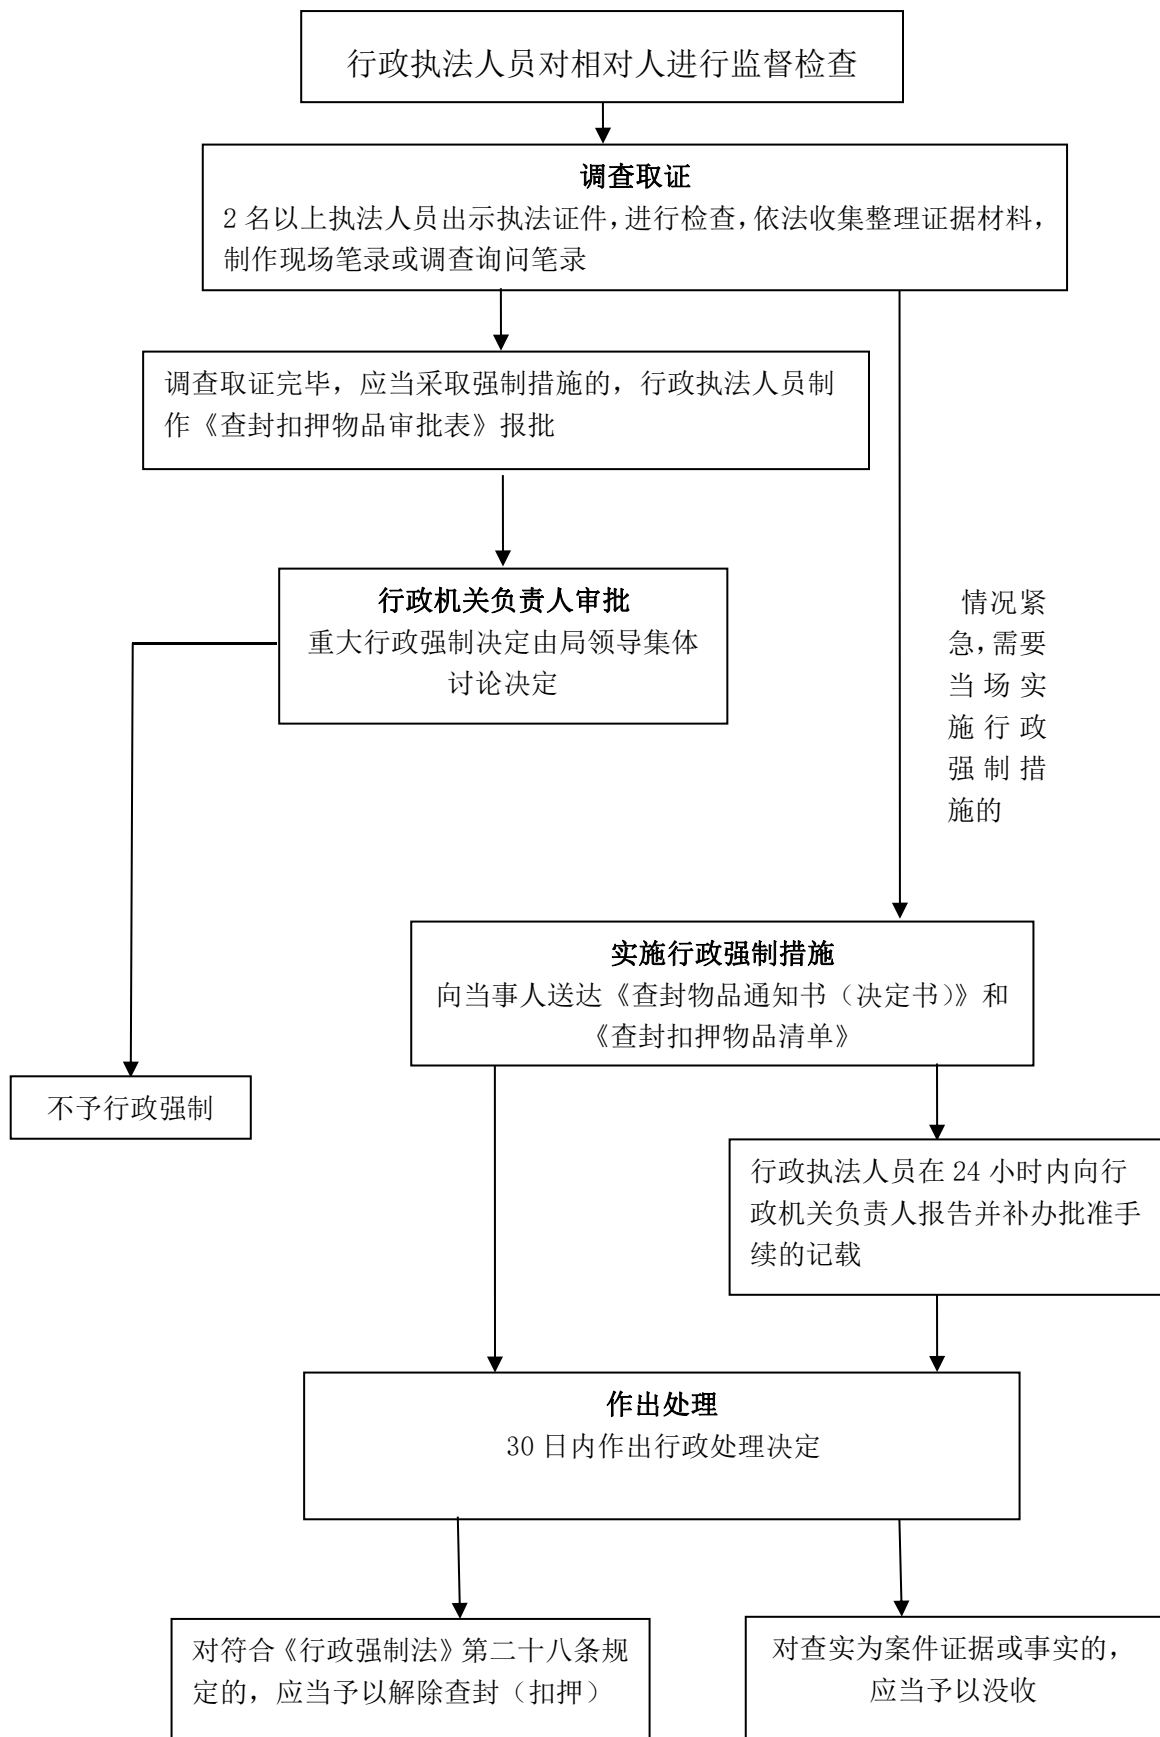 行政执法人员对相对人进行监督检查
调查取证
2 名以上执法人员出示执法证件，进行检查，依法收集整理证据材料，
制作现场笔录或调查询问笔录
调查取证完毕，应当采取强制措施的，行政执法人员制
作《查封扣押物品审批表》报批
行政机关负责人审批
重大行政强制决定由局领导集体
讨论决定
情况紧
急，需要
当场实
施行政
强制措
施的
实施行政强制措施
向当事人送达《查封物品通知书（决定书）》和
《查封扣押物品清单》
不予行政强制
行政执法人员在 24 小时内向行
政机关负责人报告并补办批准手
续的记载
作出处理
30 日内作出行政处理决定
对符合《行政强制法》第二十八条规
定的，应当予以解除查封（扣押）
对查实为案件证据或事实的，
应当予以没收